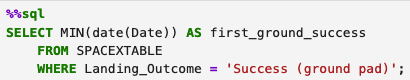 %%sql
SELECT MIN(date(Date)) AS first_ground_success
    FROM SPACEXTABLE
    WHERE Landing_Outcome = 'Success (ground pad)';